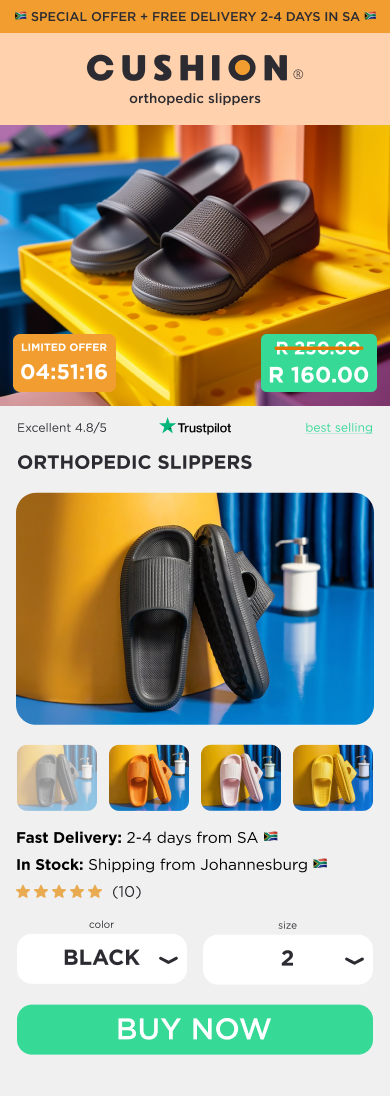 🇿🇦 SPECIAL OFFER + FREE DELIVERY 2-4 DAYS IN SA 🇿🇦
CUSHION®
orthopedic slippers
LIMITED OFFER
04:51:16
R 250.00
R 160.00
Excellent 4.8/5
Trustpilot
best selling
ORTHOPEDIC SLIPPERS
Fast Delivery: 2-4 days from SA 🇿🇦
In Stock: Shipping from Johannesburg 🇿🇦
(10)
color
size
BLACK
2
BUY NOW